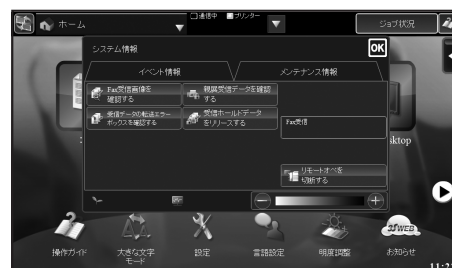 ホーム
通信中
プリンター
ジョブ状況
システム情報
OK
イベント情報
メンテナンス情報
Fax受信画像を
確認する
親展受信データを確認
する
受信データの転送エラー
ボックスを確認する
受信ホールドデータ
をリリースする
Fax受信
リモートオペを
切断する
sktop
操作ガイド
大きな文字
モード
設定
言語設定
明度調整
WEB
お知らせ